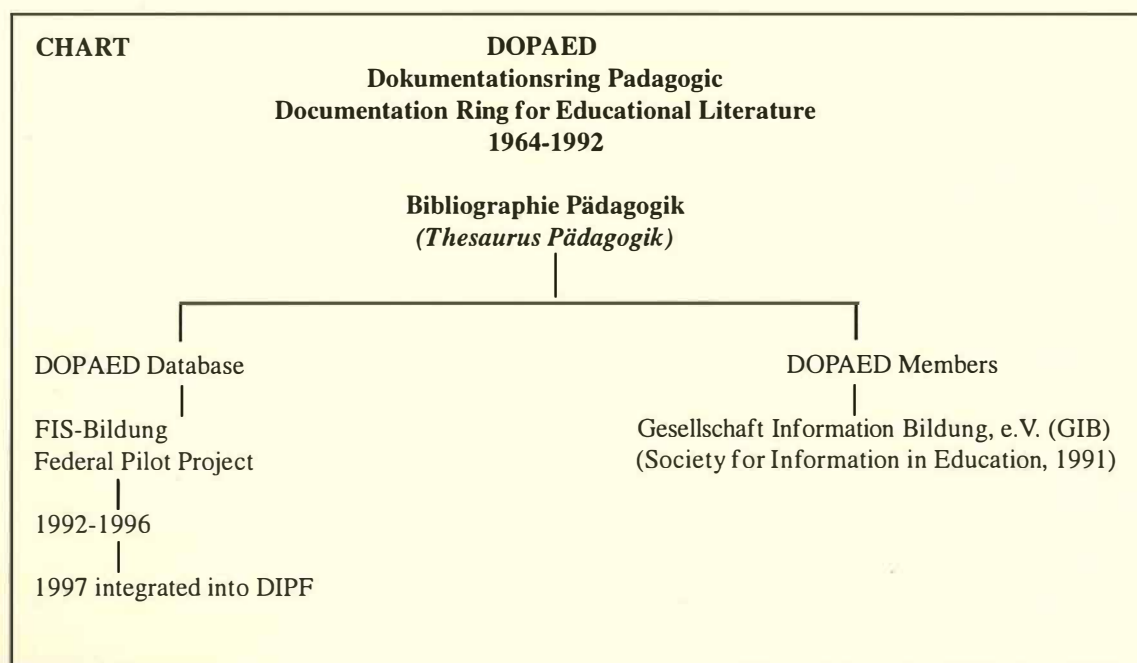 CHART
DOPAED
Dokumentationsring Padagogic
Documentation Ring for Educational Literature
1964-1992
Bibliographie Pädagogik
(Thesaurus Pädagogik)
DOPAED Database
FIS-Bildung
Federal Pilot Project
1992-1996
1997 integrated into DIPF
DOPAED Members
Gesellschaft Information Bildung, e.V. (GIB)
(Society for Information in Education, 1991)